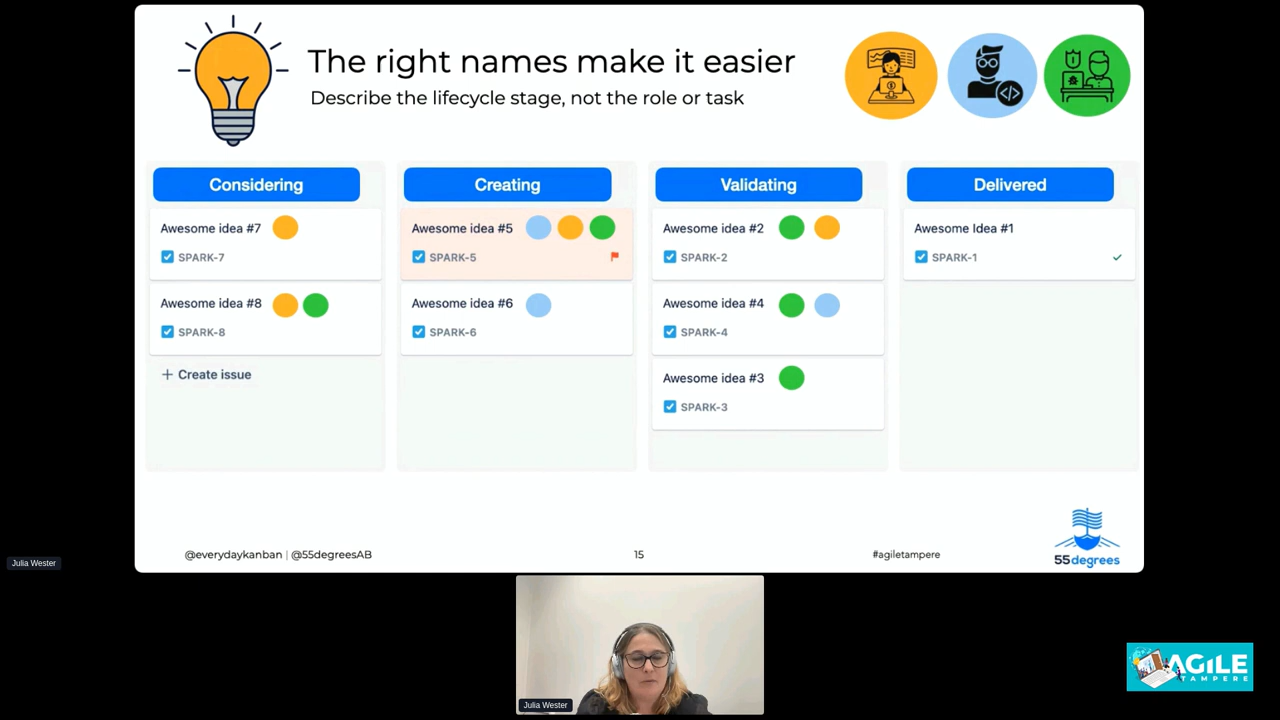 The right names make it easier
Describe the lifecycle stage, not the role or task
Considering
Awesome idea #7
SPARK-7
Awesome idea #8
SPARK-8
+ Create issue
Creating
Awesome idea #5
SPARK-5
Awesome idea #6
SPARK-6
Validating
Awesome idea #2
SPARK-2
Awesome idea #4
SPARK-4
Awesome idea #3
SPARK-3
Delivered
Awesome Idea #1
SPARK-1
@everydaykanban | @55degreesAB
15
#agiletampere
55degrees
Julia Wester
Julia Wester
AGILE
TAMPERE